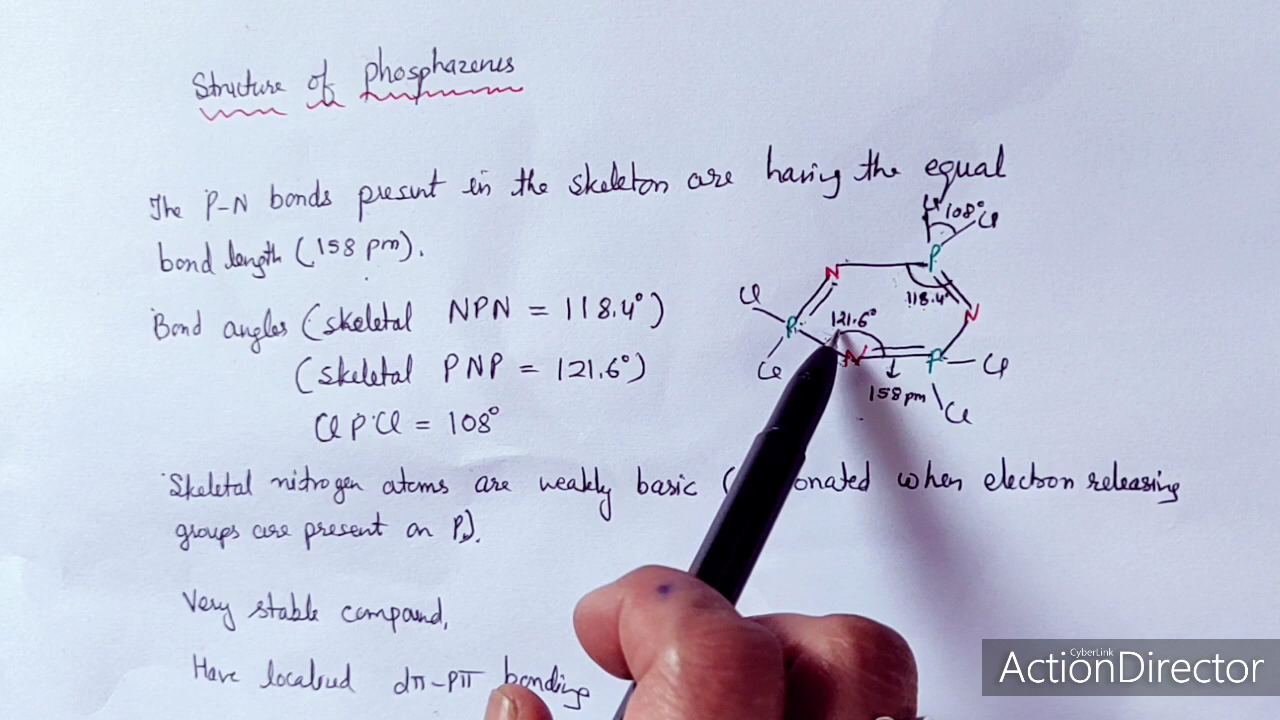 Structure of phosphazenes
The P-N bonds present in the skeleton are having the equal
bond length (158 pm).
Bond angles (skeletal NPN = 118.4°)
(skeletal PNP = 121.6°)
Cl P Cl = 108°
Cl 108° Cl
N P
118.4°
Cl
P 121.6° N
N P Cl
Cl 158 pm Cl
Skeletal nitrogen atoms are weakly basic ( onated when electron releasing
groups are present on P).
Very stable compound,
Have localised dπ-pπ bonding
CyberLink
ActionDirector